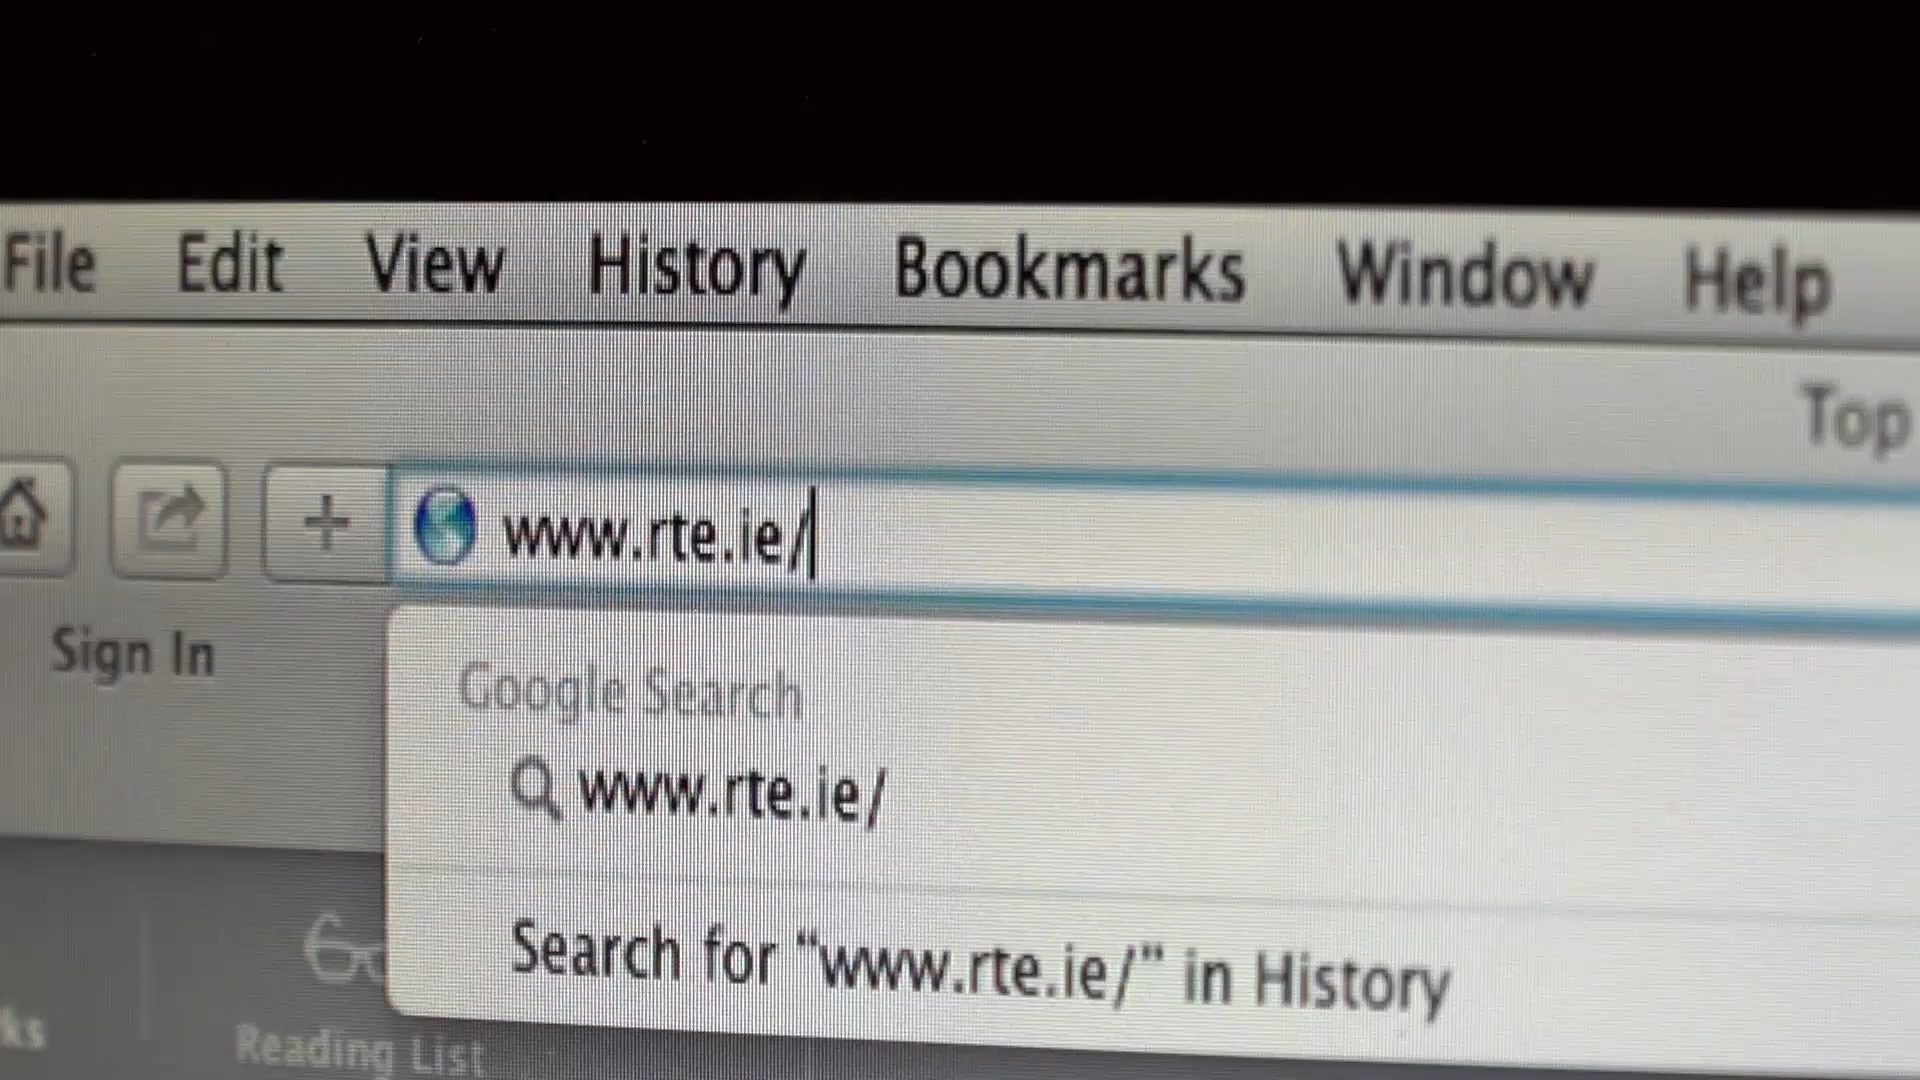 File Edit View History Bookmarks Window Help
Top
www.rte.ie/
Sign In
Google Search
www.rte.ie/
Search for “www.rte.ie/” in History
ks
Reading List